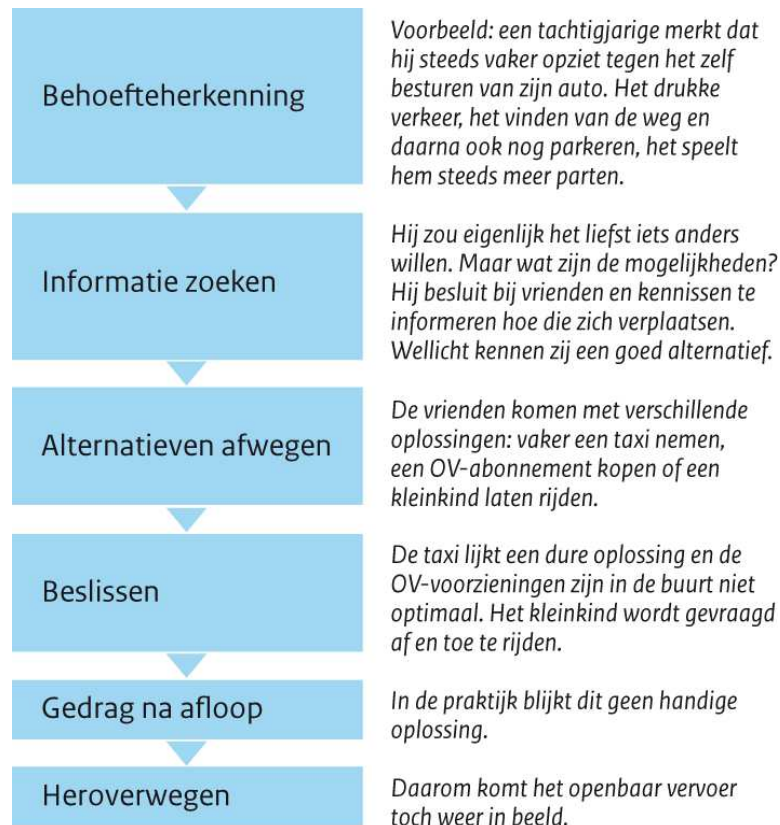 Behoefteherkenning
Voorbeeld: een tachtigjarige merkt dat
hij steeds vaker opziet tegen het zelf
besturen van zijn auto. Het drukke
verkeer, het vinden van de weg en
daarna ook nog parkeren, het speelt
hem steeds meer parten.
Informatie zoeken
Hij zou eigenlijk het liefst iets anders
willen. Maar wat zijn de mogelijkheden?
Hij besluit bij vrienden en kennissen te
informeren hoe die zich verplaatsen.
Wellicht kennen zij een goed alternatief.
Alternatieven afwegen
De vrienden komen met verschillende
oplossingen: vaker een taxi nemen,
een OV-abonnement kopen of een
kleinkind laten rijden.
Beslissen
De taxi lijkt een dure oplossing en de
OV-voorzieningen zijn in de buurt niet
optimaal. Het kleinkind wordt gevraagd
af en toe te rijden.
Gedrag na afloop
In de praktijk blijkt dit geen handige
oplossing.
Heroverwegen
Daarom komt het openbaar vervoer
toch weer in beeld.